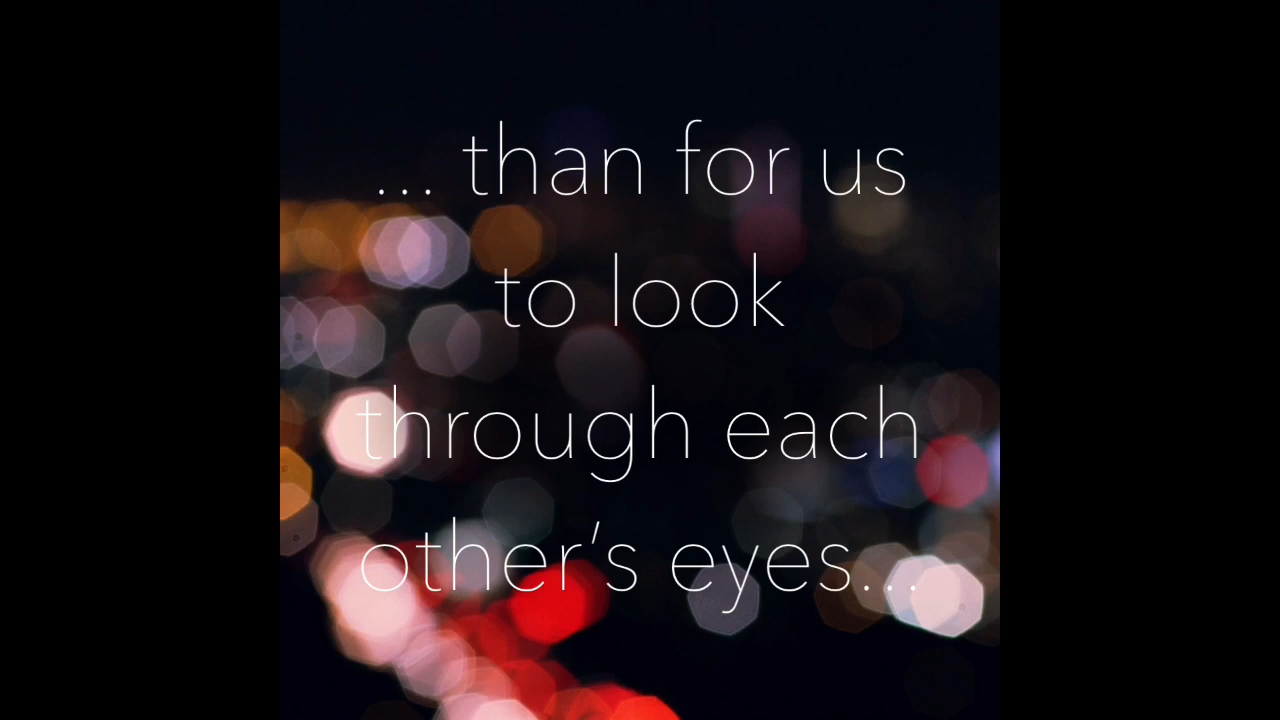 ... than for us
to look
through each
other’s eyes...